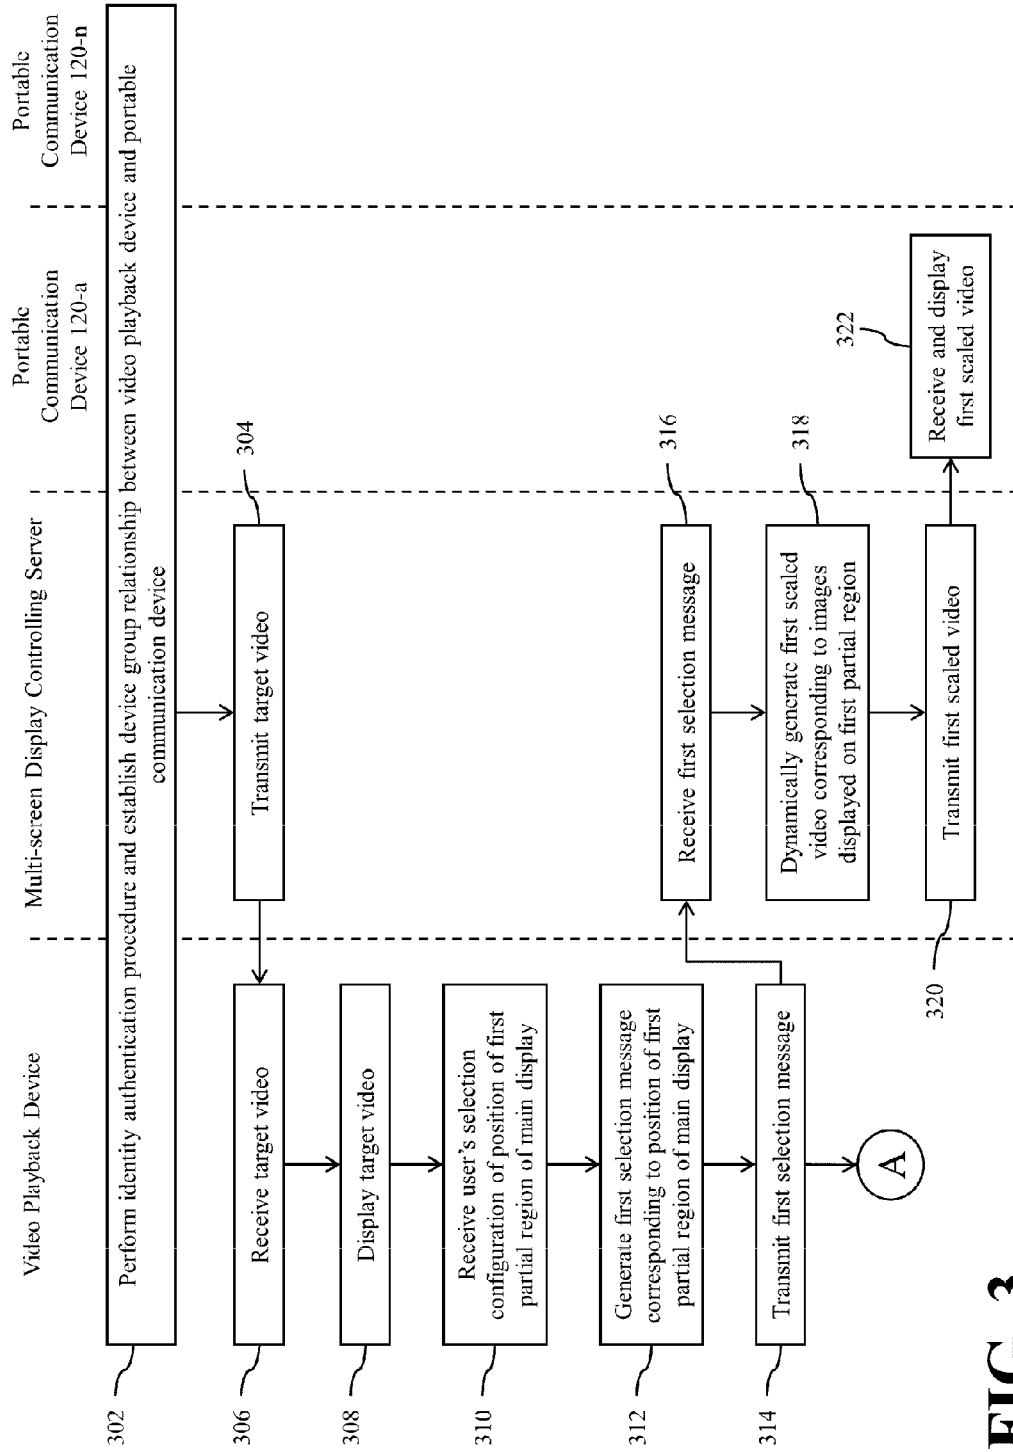 Video Playback Device
Multi-screen Display Controlling Server
Portable
Communication
Device 120-a
Portable
Communication
Device 120-n
302
Perform identity authentication procedure and establish device group relationship between video playback device and portable
communication device
304
Transmit target video
306
Receive target video
308
Display target video
310
Receive user's selection
configuration of position of first
partial region of main display
312
Generate first selection message
corresponding to position of first
partial region of main display
314
Transmit first selection message
316
Receive first selection message
318
Dynamically generate first scaled
video corresponding to images
displayed on first partial region
320
Transmit first scaled video
322
Receive and display
first scaled video
A
FIG. 3